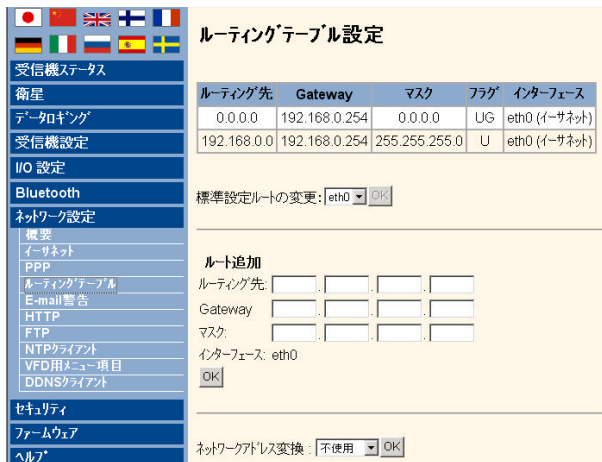 受信機ステータス
衛星
データロギング
受信機設定
I/O 設定
Bluetooth
ネットワーク設定
概要
イーサネット
PPP
ルーティングテーブル
E-mail警告
HTTP
FTP
NTPクライアント
VFD用メニュー項目
DDNSクライアント
セキュリティ
ファームウェア
ヘルプ
ルーティングテーブル設定
ルーティング先 Gateway マスク フラグ インターフェース
0.0.0.0 192.168.0.254 0.0.0.0 UG eth0 (イーサネット)
192.168.0.0 192.168.0.254 255.255.255.0 U eth0 (イーサネット)
標準設定ルートの変更: eth0 OK
ルート追加
ルーティング先: . . .
Gateway . . .
マスク: . . .
インターフェース: eth0
OK
ネットワークアドレス変換 : 不使用 OK